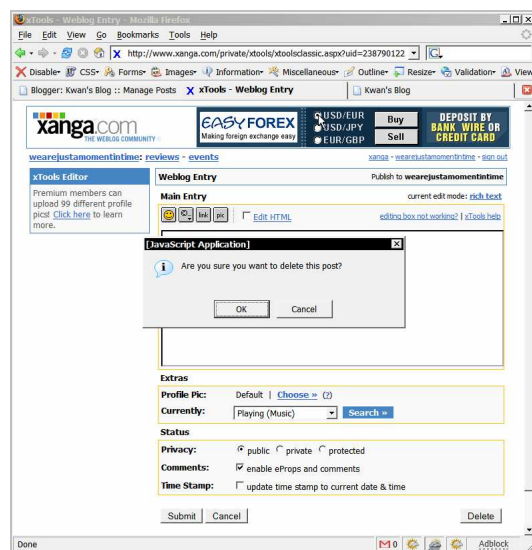 xTools - Weblog Entry - Mozilla Firefox
File Edit View Go Bookmarks Tools Help
http://www.xanga.com/private/xtools/xtoolsclassic.aspx?uid=238790122
Disable CSS Forms Images Information Miscellaneous Outline Resize Validation View
Blogger: Kwan's Blog :: Manage Posts xTools - Weblog Entry Kwan's Blog
xanga.com
THE WEBLOG COMMUNITY
EASY FOREX
Making foreign exchange easy
USD/EUR
USD/JPY
EUR/GBP
Buy
Sell
DEPOSIT BY
BANK WIRE OR
CREDIT CARD
wearejustamomentintime: reviews - events
xanga - wearejustamomentintime - sign out
xTools Editor
Premium members can
upload 99 different profile
pics! Click here to learn
more.
Weblog Entry Publish to wearejustamomentintime
Main Entry current edit mode: rich text
link pic Edit HTML editing box not working? | xTools help
[JavaScript Application]
Are you sure you want to delete this post?
OK Cancel
Extras
Profile Pic: Default | Choose » (?)
Currently: Playing (Music) Search »
Status
Privacy: public private protected
Comments: enable eProps and comments
Time Stamp: update time stamp to current date & time
Submit Cancel Delete
Done 0 Adblock